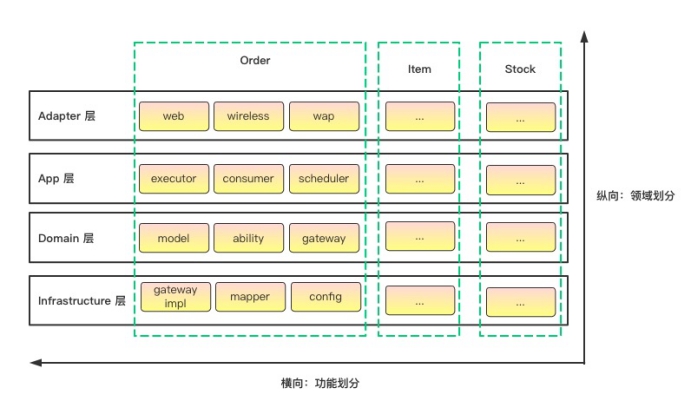 Order
Item
Stock
Adapter 层
web
wireless
wap
...
...
App 层
executor
consumer
scheduler
...
...
纵向：领域划分
Domain 层
model
ability
gateway
...
...
Infrastructure 层
gateway
impl
mapper
config
...
...
横向：功能划分